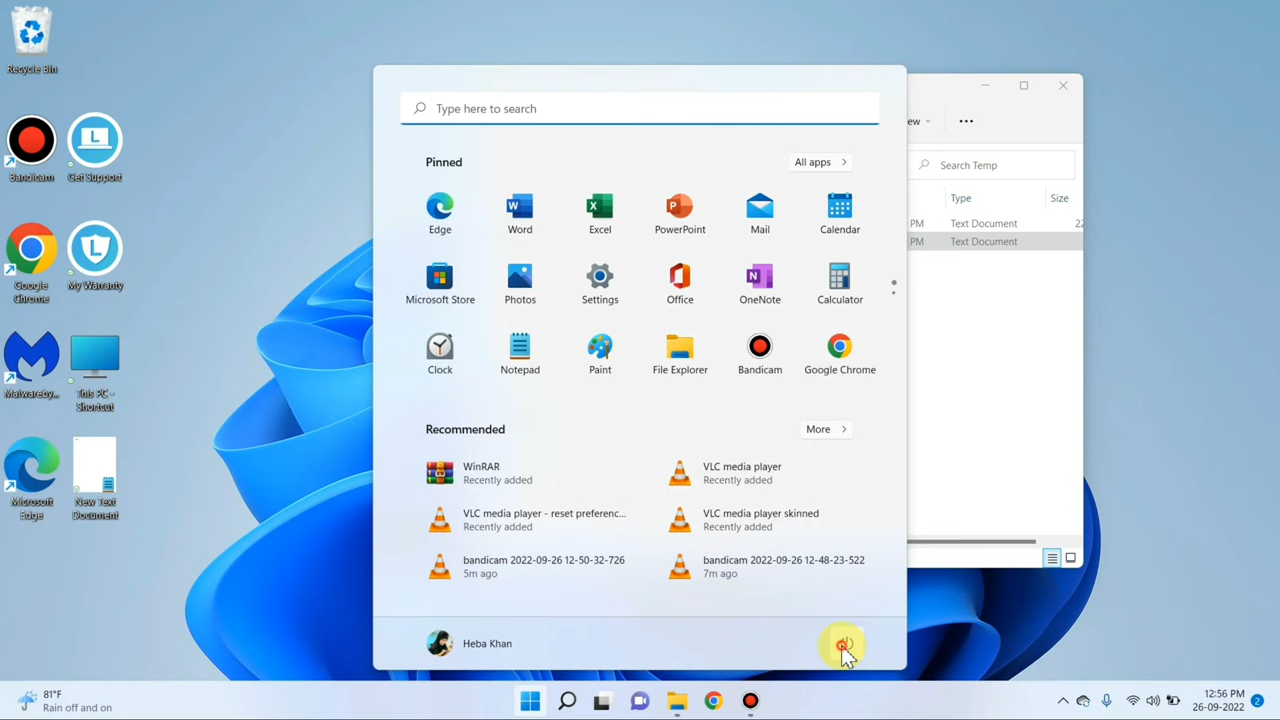 Recycle Bin
Bandicam
Get Support
Google
Chrome
My Warranty
Malwareby...
This PC -
Shortcut
Microsoft
Edge
New Text
Document
Type here to search
Pinned
All apps
Edge
Word
Excel
PowerPoint
Mail
Calendar
Microsoft Store
Photos
Settings
Office
OneNote
Calculator
Clock
Notepad
Paint
File Explorer
Bandicam
Google Chrome
Recommended
More
WinRAR
Recently added
VLC media player
Recently added
VLC media player - reset preferenc...
Recently added
VLC media player skinned
Recently added
bandicam 2022-09-26 12-50-32-726
5m ago
bandicam 2022-09-26 12-48-23-522
7m ago
Heba Khan
ew
Search Temp
Type
Size
PM
Text Document
22
PM
Text Document
81°F
Rain off and on
12:56 PM
26-09-2022
2